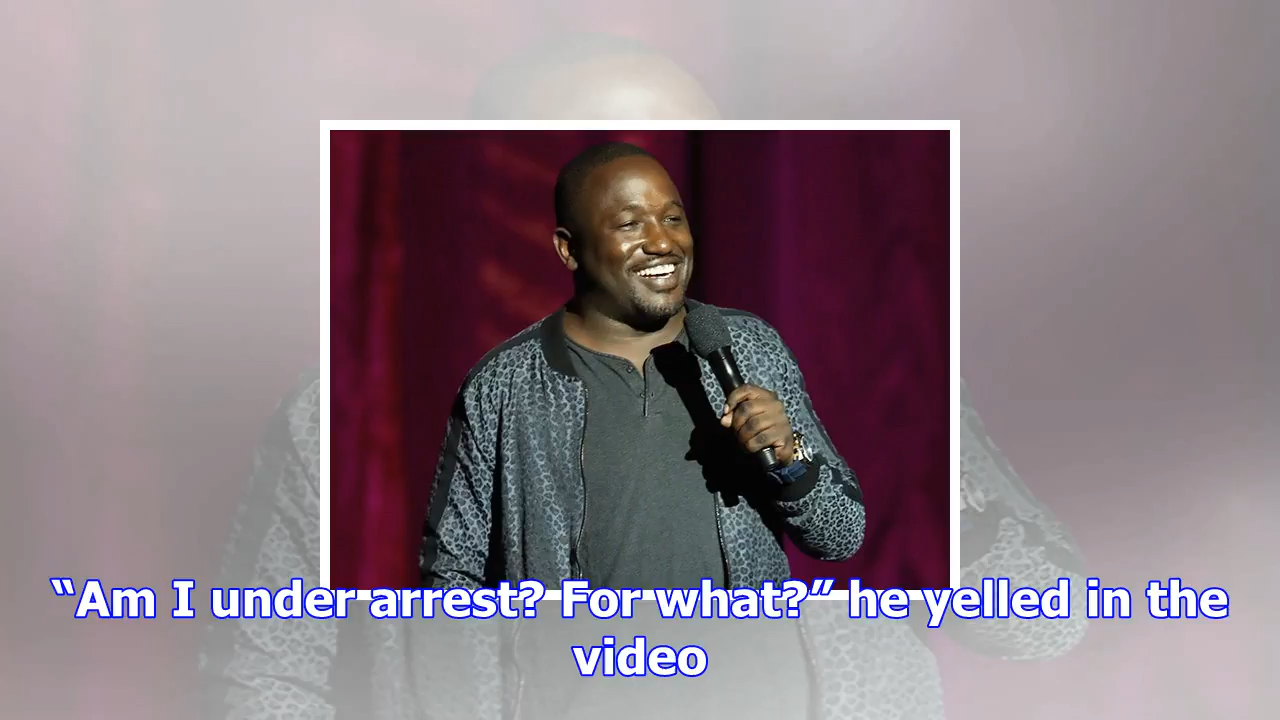 “Am I under arrest? For what?” he yelled in the
video